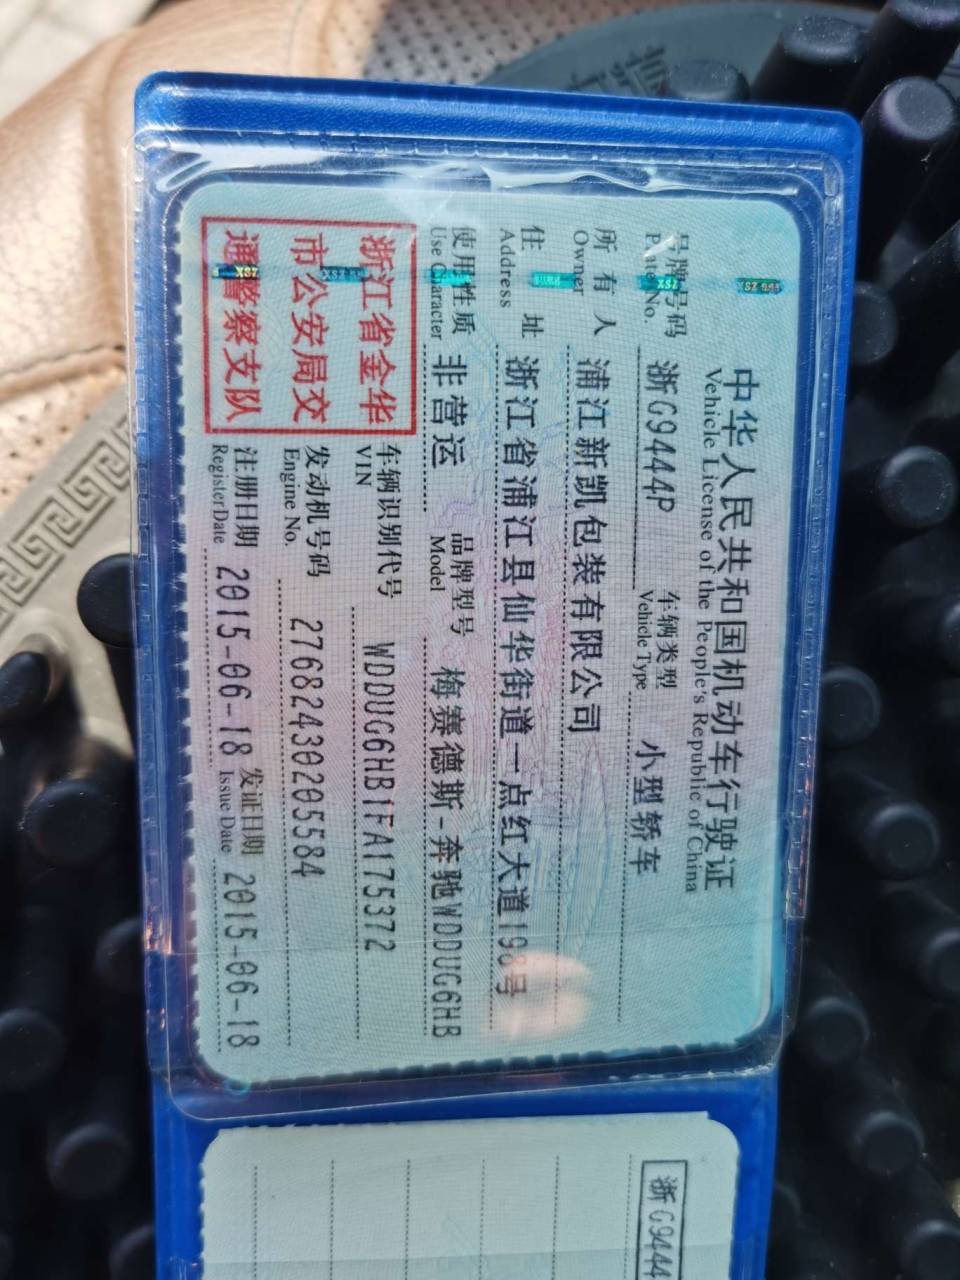 中华人民共和国机动车行驶证
Vehicle License of the People's Republic of China
号牌号码 浙G9444P 车辆类型 小型轿车
Plate No. Vehicle Type
所有人 浦江新凯包装有限公司
Owner
住址 浙江省浦江县仙华街道一点红大道198号
Address
使用性质 非营运 品牌型号 梅赛德斯-奔驰WDDUG6HB
Use Character Model
浙江省金华
市公安局交
通警察支队
车辆识别代号 WDDUG6HB1FA175372
VIN
发动机号码 27682430205584
Engine No.
注册日期 2015-06-18 发证日期 2015-06-18
Register Date Issue Date
浙G9444